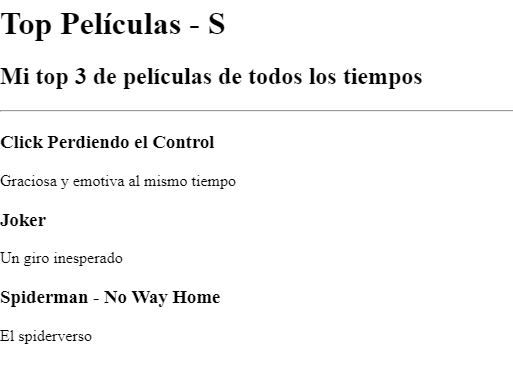 Top Películas - S
Mi top 3 de películas de todos los tiempos
Click Perdiendo el Control
Graciosa y emotiva al mismo tiempo
Joker
Un giro inesperado
Spiderman - No Way Home
El spiderverso